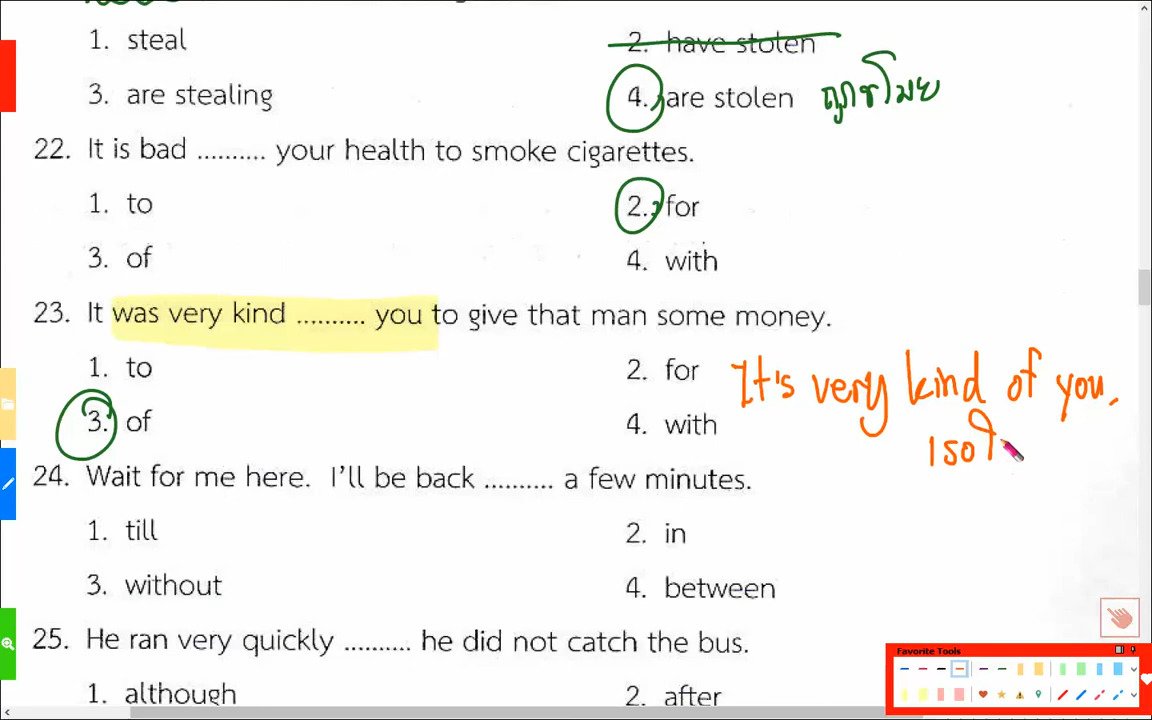 1. steal
2. have stolen
3. are stealing
4. are stolen ถูกขโมย
22. It is bad .......... your health to smoke cigarettes.
1. to
2. for
3. of
4. with
23. It was very kind .......... you to give that man some money.
1. to
2. for
3. of
4. with
It's very kind of you.
24. Wait for me here. I'll be back .......... a few minutes.
1. till
2. in
3. without
4. between
25. He ran very quickly .......... he did not catch the bus.
1. although
2. after
Favorite Tools